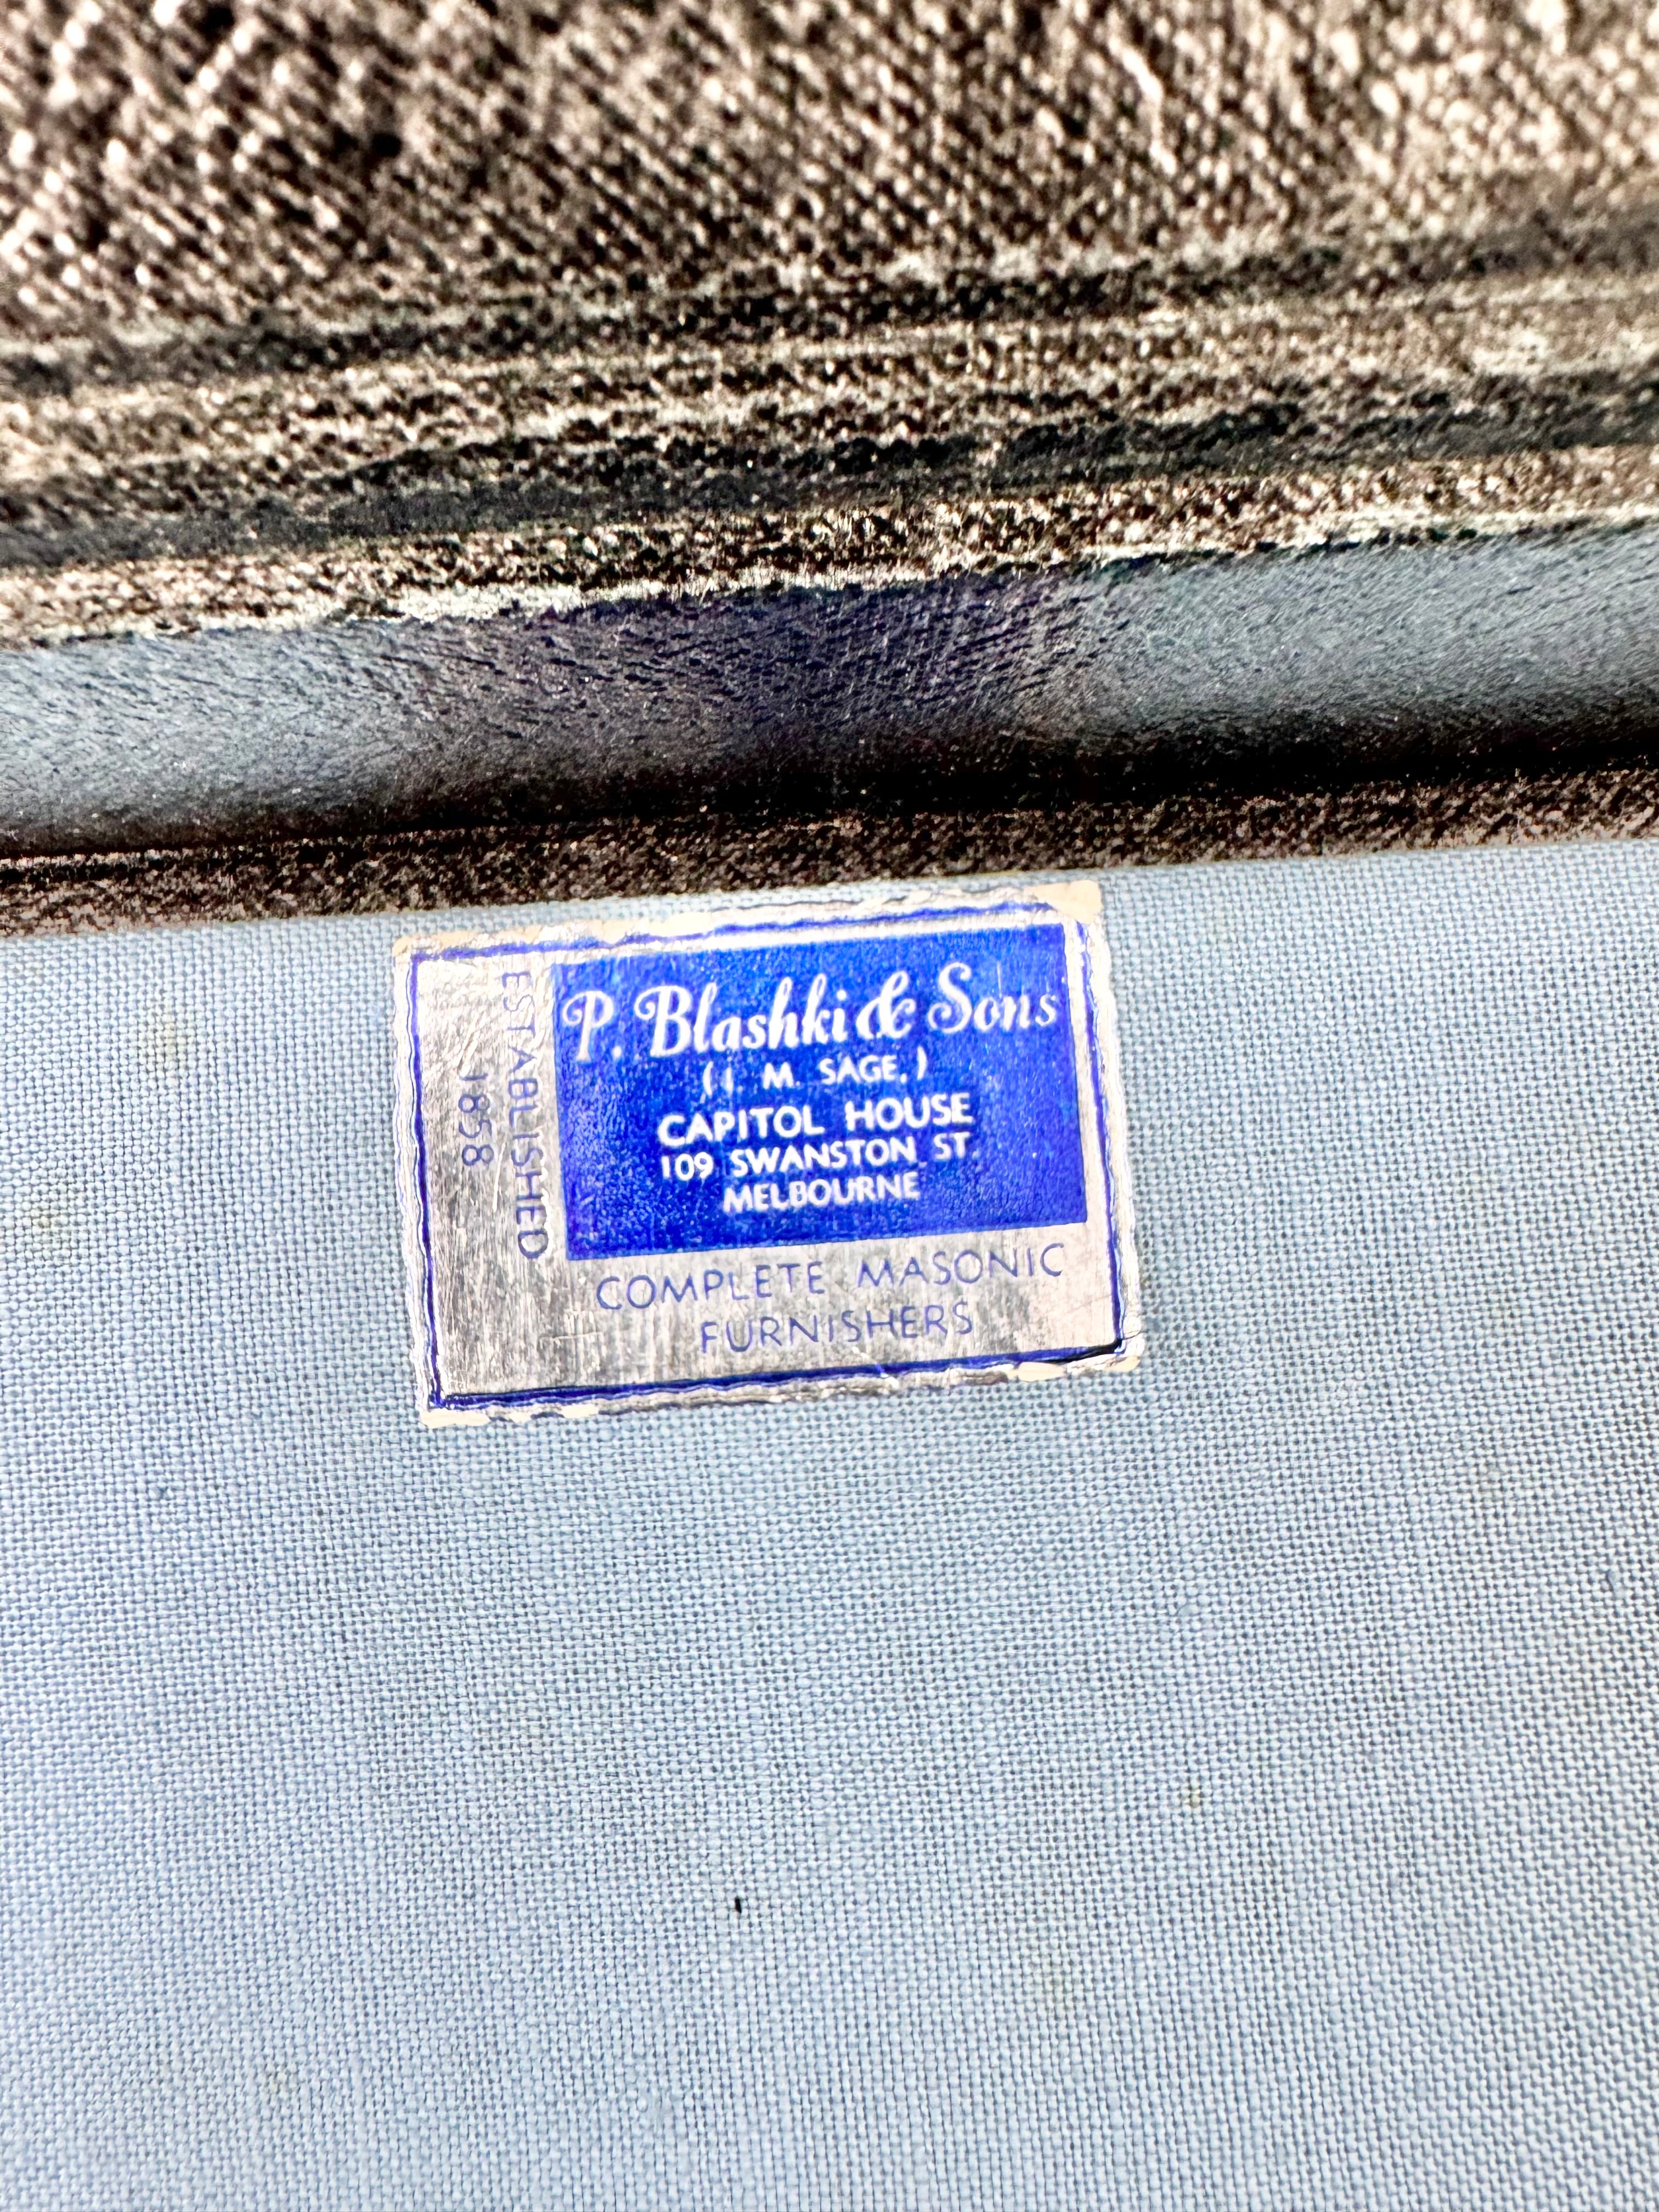 P. Blashki & Sons
(I. M. SAGE.)
CAPITOL HOUSE
109 SWANSTON ST.
MELBOURNE
ESTABLISHED
1858
COMPLETE MASONIC
FURNISHERS